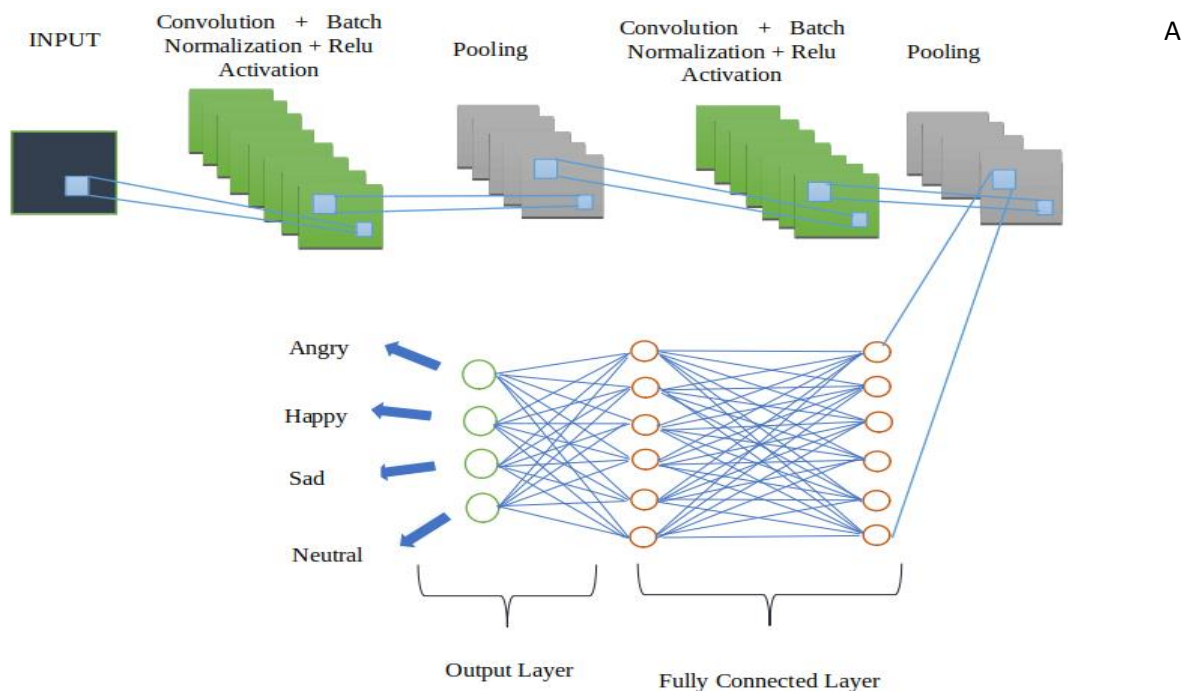 INPUT
Convolution + Batch
Normalization + Relu
Activation
Pooling
Convolution + Batch
Normalization + Relu
Activation
Pooling
A
Angry
Happy
Sad
Neutral
Output Layer
Fully Connected Layer